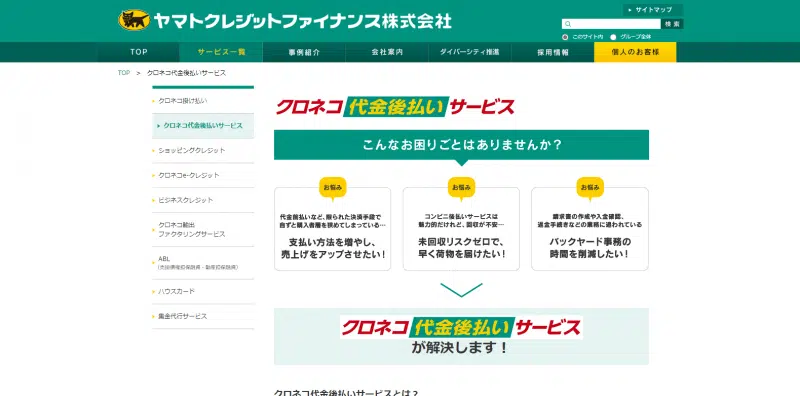 ヤマトクレジットファイナンス株式会社
サイトマップ
検索
このサイト内 グループ全体
TOP サービス一覧 事例紹介 会社案内 ダイバーシティ推進 採用情報 個人のお客様
TOP > クロネコ代金後払いサービス
クロネコ掛け払い
クロネコ代金後払いサービス
ショッピングクレジット
クロネコe-クレジット
ビジネスクレジット
クロネコ輸出
ファクタリングサービス
ABL
(売掛債権担保融資・動産担保融資)
ハウスカード
集金代行サービス
クロネコ代金後払いサービス
こんなお困りごとはありませんか？
お悩み お悩み お悩み
代金前払いなど、限られた決済手段で
自ずと購入者層を狭めてしまっている…
支払い方法を増やし、
売上げをアップさせたい！
コンビニ後払いサービスは
魅力的だけれど、回収が不安…
未回収リスクゼロで、
早く荷物を届けたい！
請求書の作成や入金確認、
返金手続きなどの業務に追われている
バックヤード事務の
時間を削減したい！
クロネコ代金後払いサービス
が解決します！
クロネコ代金後払いサービスとは？